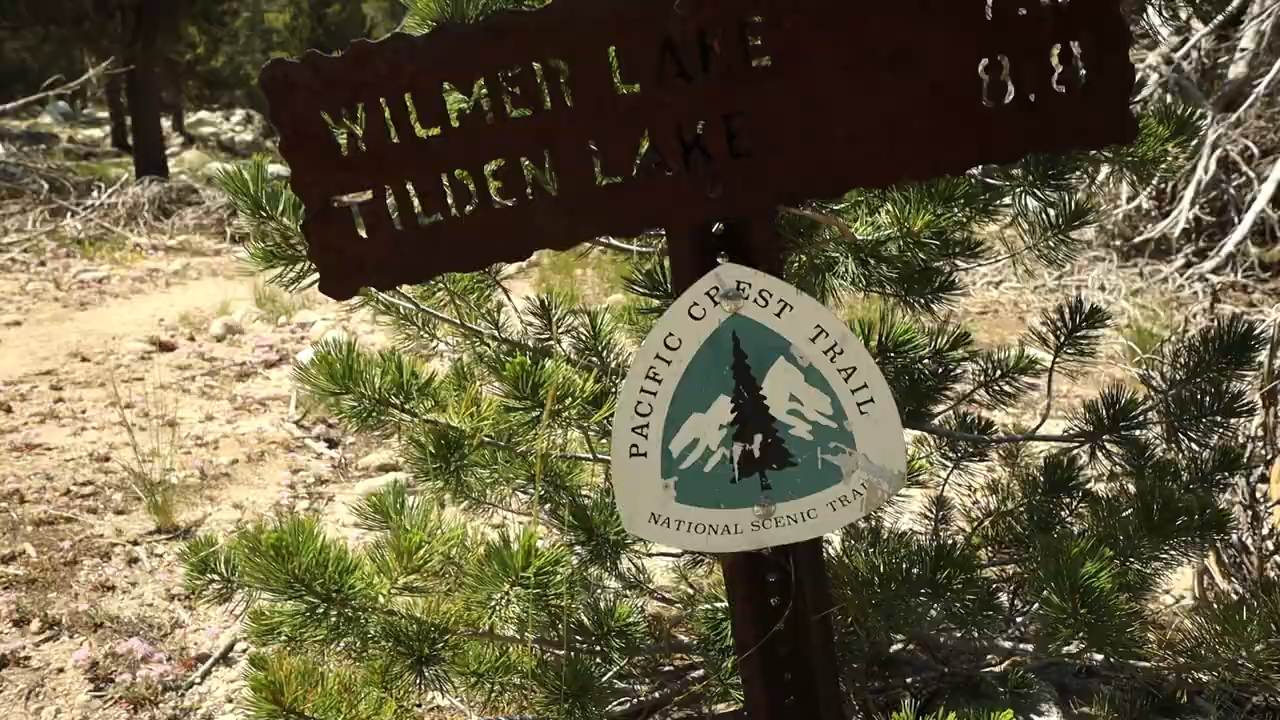 WILMER LAKE
TILDEN LAKE 8.8
PACIFIC CREST TRAIL
NATIONAL SCENIC TRAIL